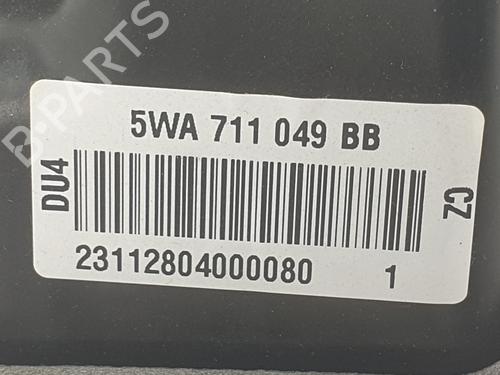 B-PARTS
5WA 711 049 BB
DU4
CZ
23112804000080 1